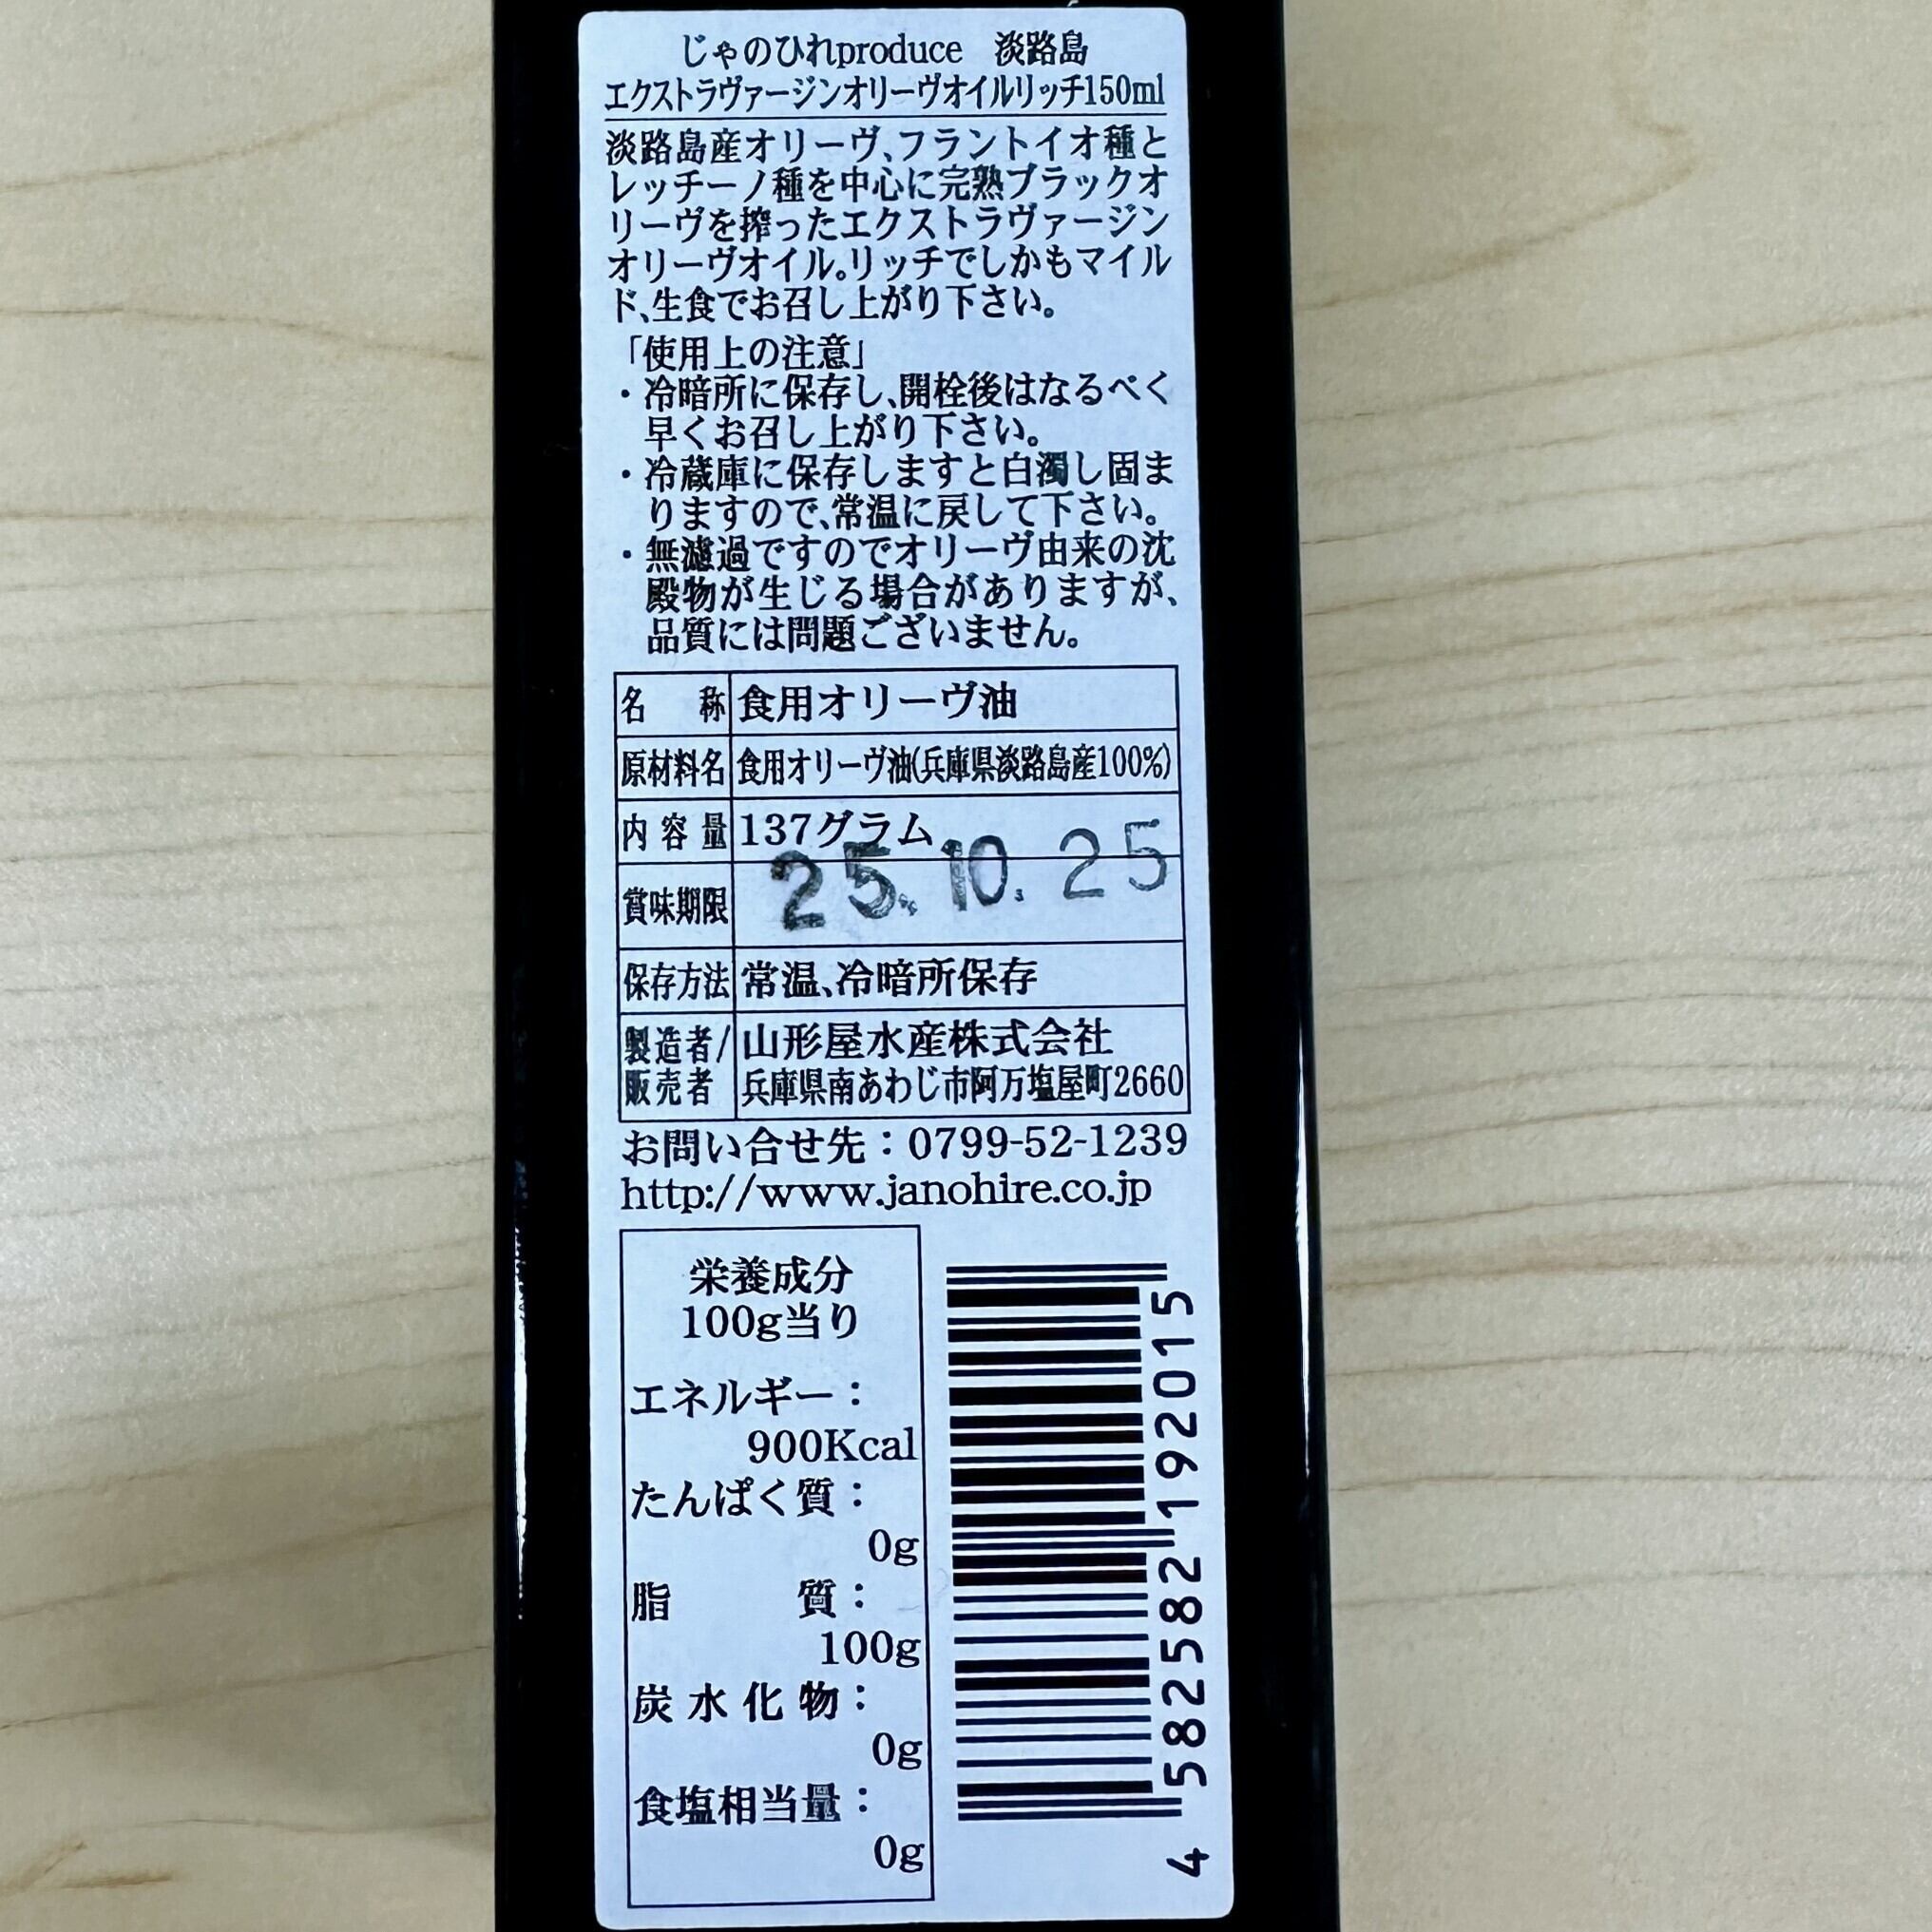 じゃのひれproduce 淡路島
エクストラヴァージンオリーヴオイルリッチ150ml
淡路島産オリーヴ、フラントイオ種と
レッチーノ種を中心に完熟ブラックオ
リーヴを搾ったエクストラヴァージン
オリーヴオイル。リッチでしかもマイル
ド、生食でお召し上がり下さい。
「使用上の注意」
・冷暗所に保存し、開栓後はなるべく
早くお召し上がり下さい。
・冷蔵庫に保存しますと白濁し固ま
りますので、常温に戻して下さい。
・無濾過ですのでオリーヴ由来の沈
殿物が生じる場合がありますが、
品質には問題ございません。
名称 食用オリーヴ油
原材料名 食用オリーヴ油(兵庫県淡路島産100%)
内容量 137グラム
賞味期限 25.10.25
保存方法 常温、冷暗所保存
製造者/ 山形屋水産株式会社
販売者 兵庫県南あわじ市阿万塩屋町2660
お問い合せ先：0799-52-1239
http://www.janohire.co.jp
栄養成分
100g当り
エネルギー：
900Kcal
たんぱく質：
0g
脂質：
100g
炭水化物：
0g
食塩相当量：
0g
4 582582 192015